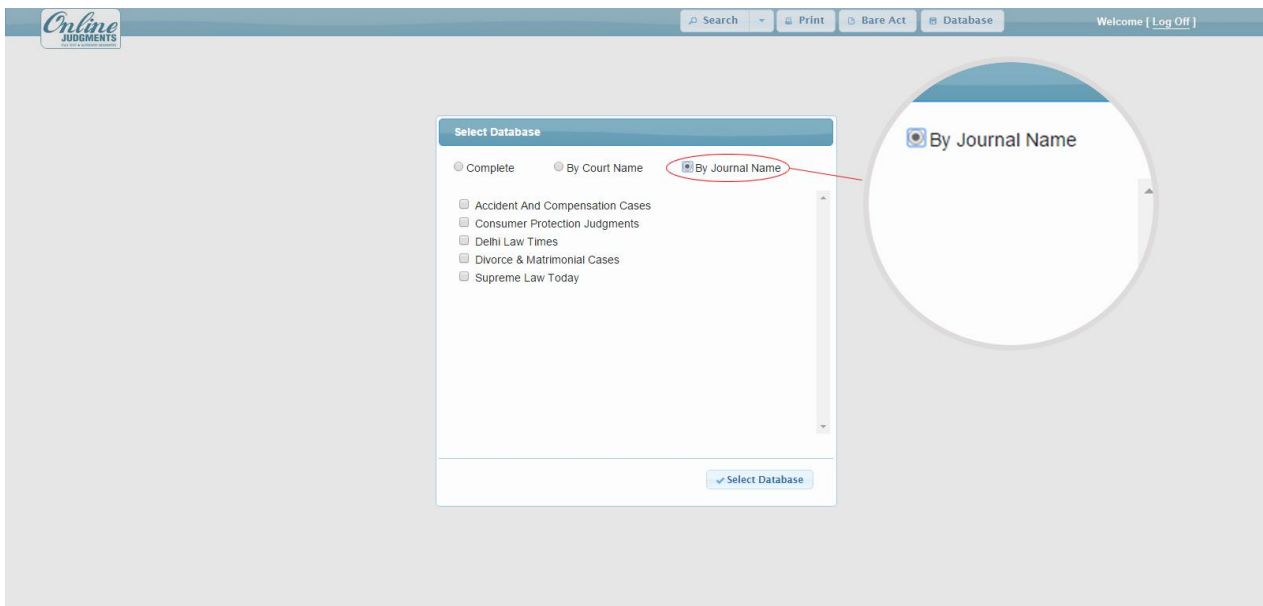 Online
JUDGMENTS
Search
Print
Bare Act
Database
Welcome [ Log Off ]
Select Database
Complete
By Court Name
By Journal Name
By Journal Name
Accident And Compensation Cases
Consumer Protection Judgments
Delhi Law Times
Divorce & Matrimonial Cases
Supreme Law Today
Select Database